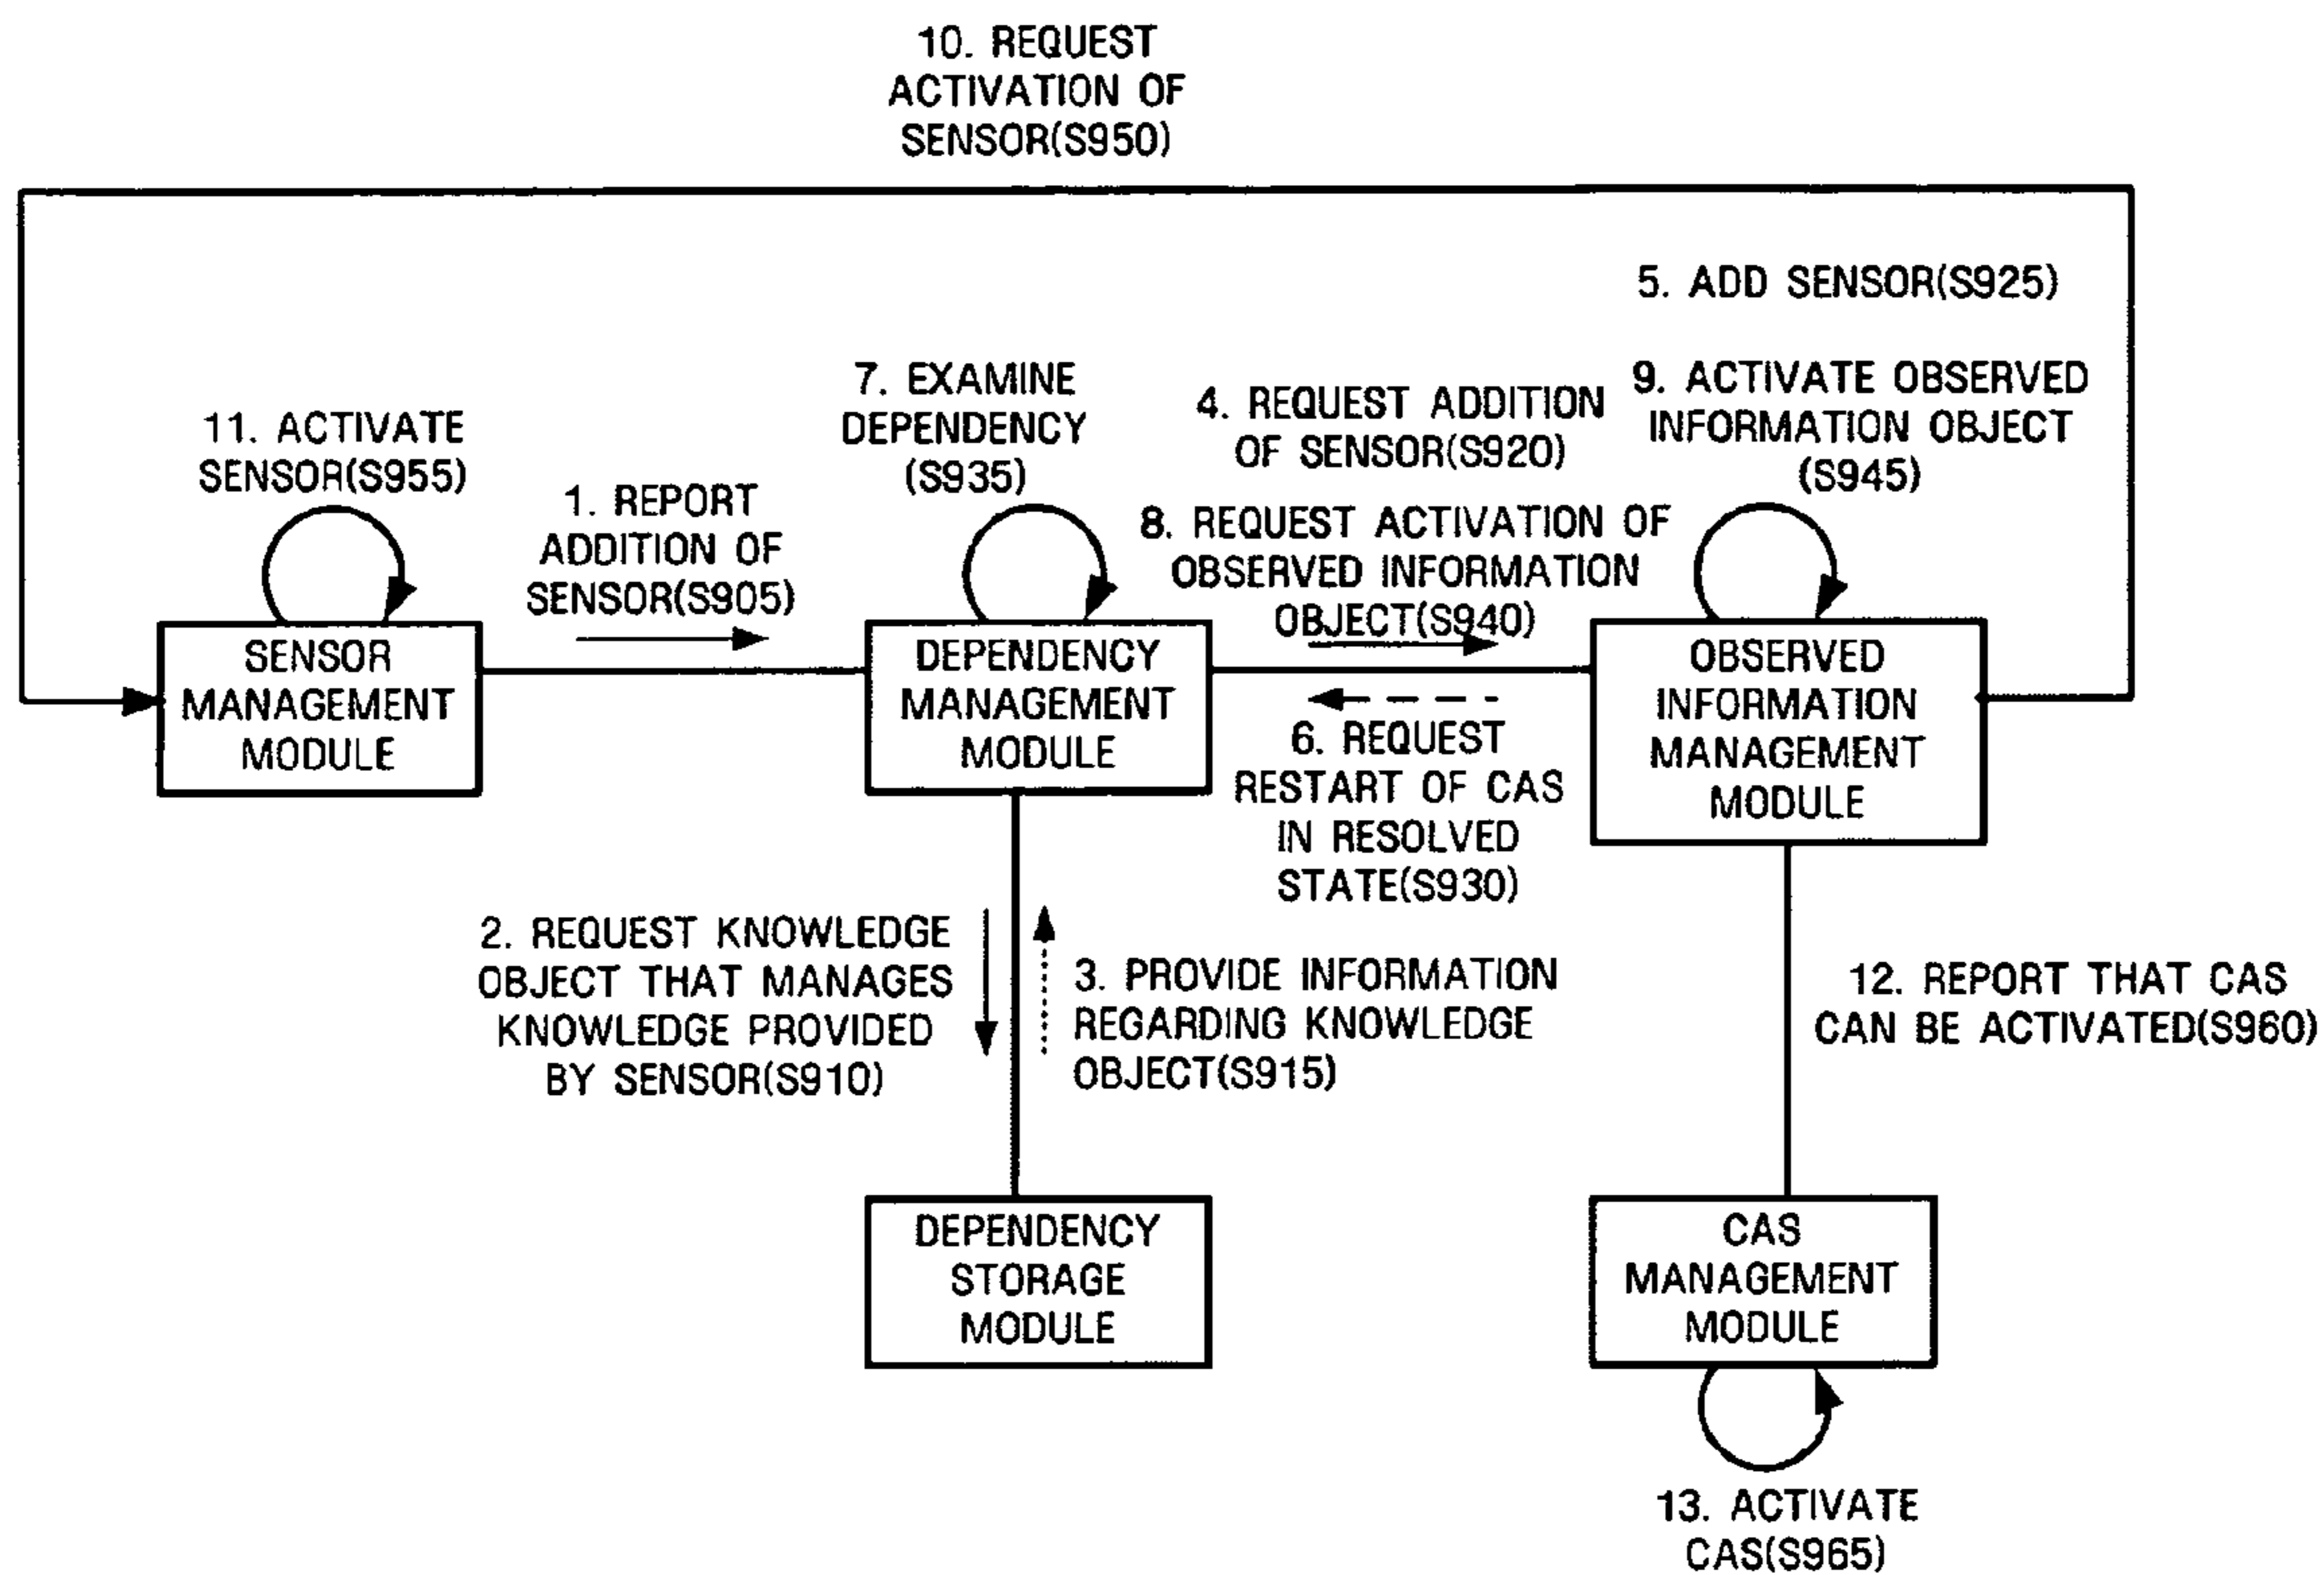 10. REQUEST
ACTIVATION OF
SENSOR(S950)
5. ADD SENSOR(S925)
9. ACTIVATE OBSERVED
INFORMATION OBJECT
(S945)
7. EXAMINE
DEPENDENCY
(S935)
4. REQUEST ADDITION
OF SENSOR(S920)
11. ACTIVATE
SENSOR(S955)
1. REPORT
ADDITION OF
SENSOR(S905)
8. REQUEST ACTIVATION OF
OBSERVED INFORMATION
OBJECT(S940)
SENSOR
MANAGEMENT
MODULE
DEPENDENCY
MANAGEMENT
MODULE
OBSERVED
INFORMATION
MANAGEMENT
MODULE
6. REQUEST
RESTART OF CAS
IN RESOLVED
STATE(S930)
2. REQUEST KNOWLEDGE
OBJECT THAT MANAGES
KNOWLEDGE PROVIDED
BY SENSOR(S910)
3. PROVIDE INFORMATION
REGARDING KNOWLEDGE
OBJECT(S915)
12. REPORT THAT CAS
CAN BE ACTIVATED(S960)
DEPENDENCY
STORAGE
MODULE
CAS
MANAGEMENT
MODULE
13. ACTIVATE
CAS(S965)